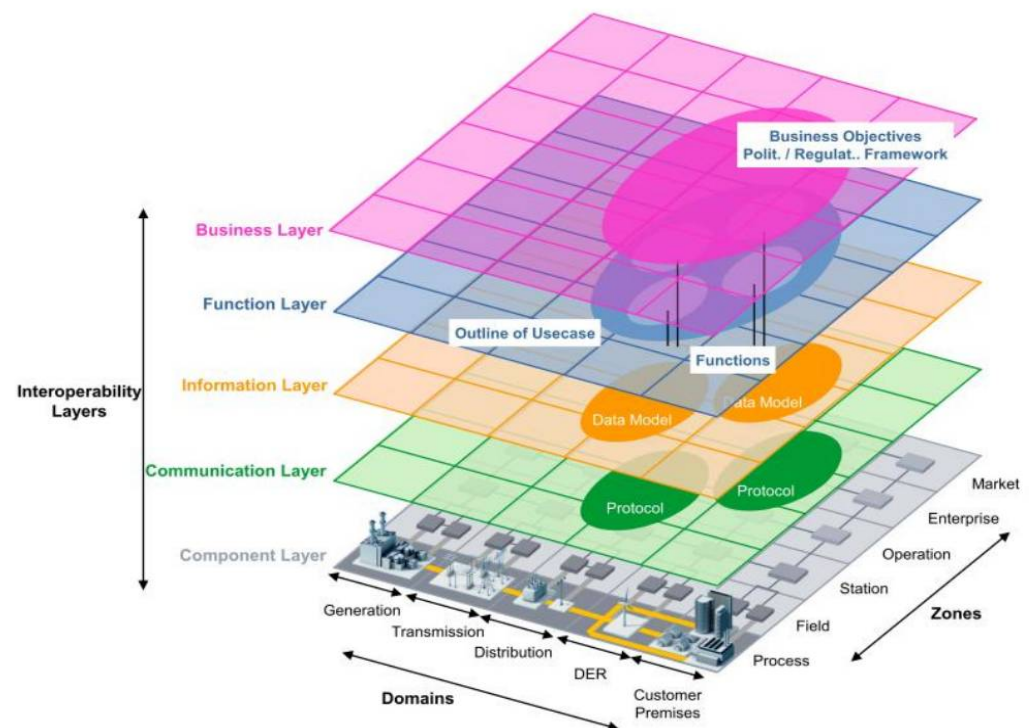 Business Objectives
Polit. / Regulat.. Framework
Business Layer
Function Layer
Outline of Usecase
Functions
Interoperability
Layers
Information Layer
Data Model
Data Model
Communication Layer
Protocol
Protocol
Component Layer
Market
Enterprise
Operation
Station
Field
Process
Zones
Generation
Transmission
Distribution
DER
Customer
Premises
Domains